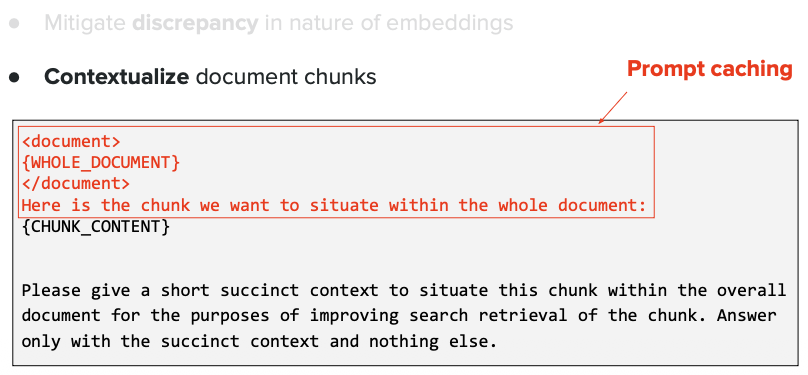 ● Mitigate discrepancy in nature of embeddings
● Contextualize document chunks
Prompt caching
<document>
{WHOLE_DOCUMENT}
</document>
Here is the chunk we want to situate within the whole document:
{CHUNK_CONTENT}
Please give a short succinct context to situate this chunk within the overall
document for the purposes of improving search retrieval of the chunk. Answer
only with the succinct context and nothing else.